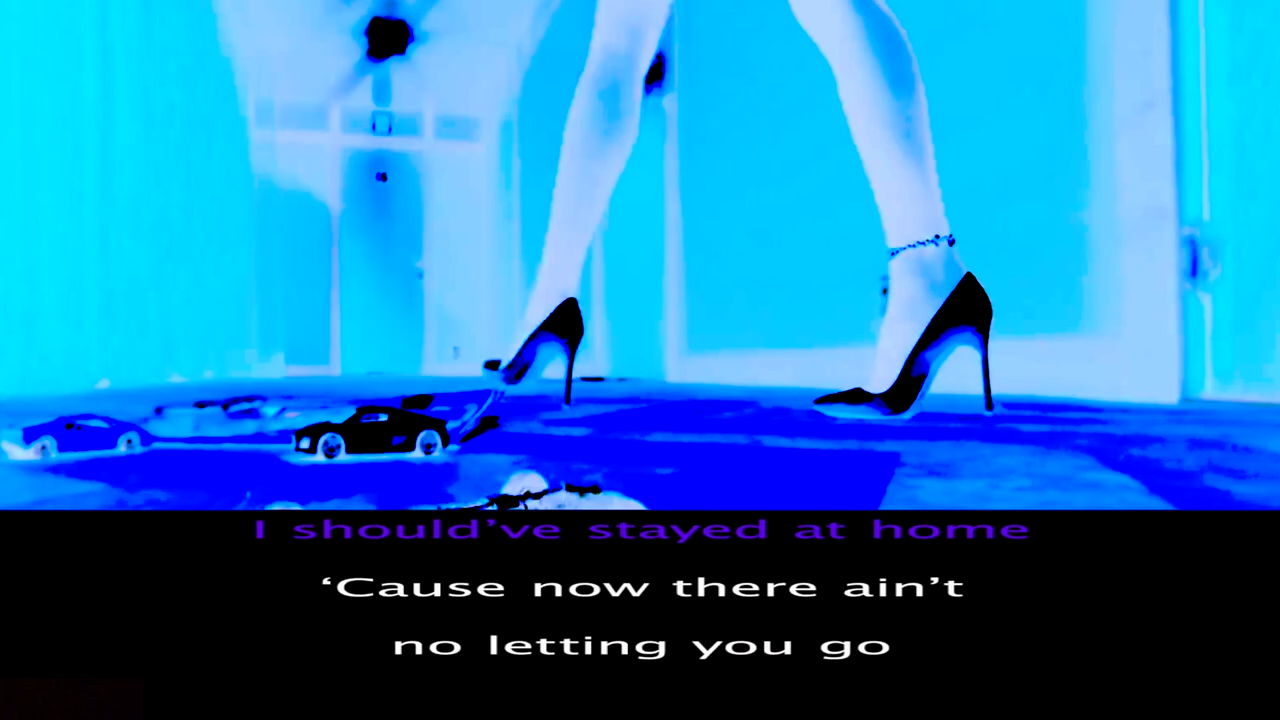 I should’ve stayed at home
‘Cause now there ain’t
no letting you go